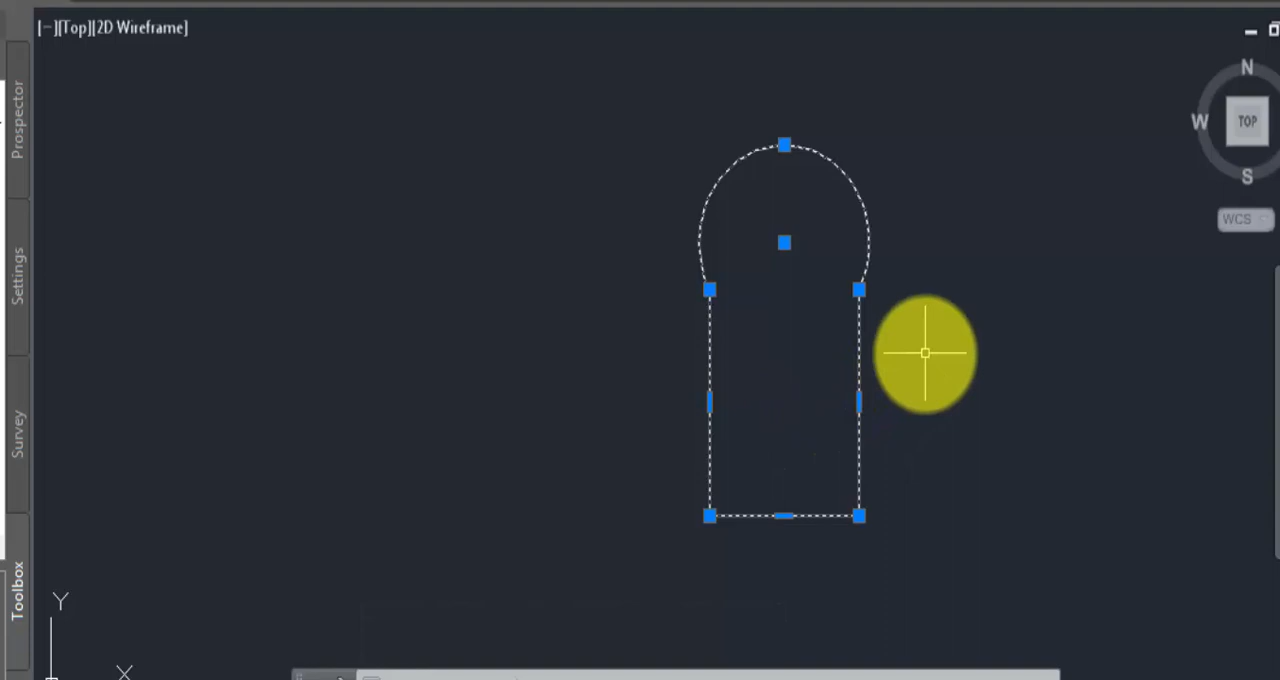 [−][Top][2D Wireframe]
N
W
TOP
S
WCS
Prospector
Settings
Survey
Toolbox
Y
X